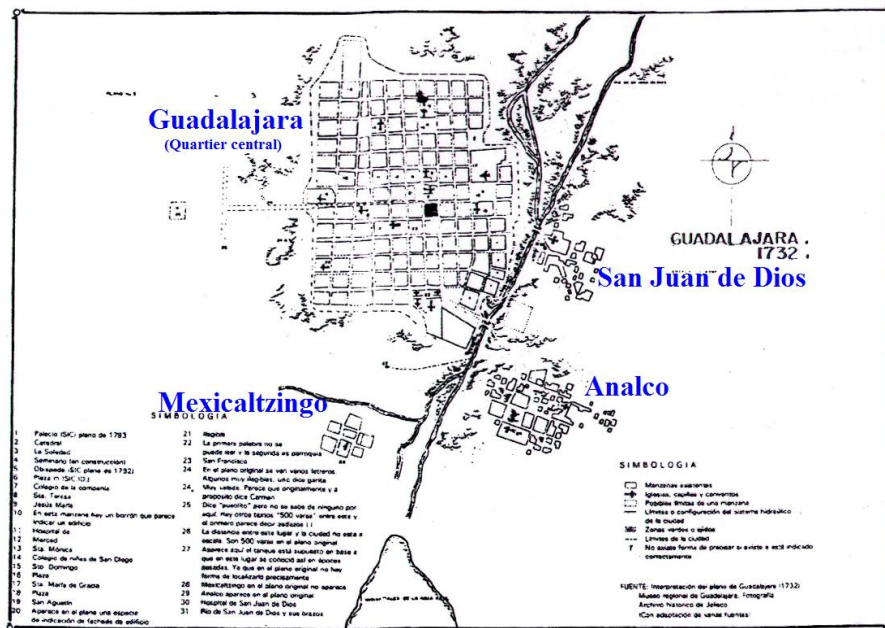 Guadalajara
(Quartier central)
GUADALAJARA.
1732.
San Juan de Dios
Mexicaltzingo
Analco
SIMBOLOGIA
1 Palacio (SIC) plano de 1793
2 Catedral
3 La Soledad
4 Seminario (en construcción)
5 Obispado (SIC plano de 1732)
6 Plaza
7 Colegio de la compañía
8 Sta. Teresa
9 Jesús María
10 En esta manzana hay un borrón que parece
indicar un edificio
11 Hospital de
12 Merced
13 Sta. Mónica
14 Colegio de niñas de San Diego
15 Sto. Domingo
16 Plaza
17 Sta. María de Gracia
18 Plaza
19 San Agustín
20 Aparece en el plano una especie
de indicación de fachada de edificio
21
22 La primera palabra no se
puede leer y la segunda es parroquia
23 San Francisco
24 En el plano original se ven varios letreros.
Algunos muy ilegibles, uno dice garita
24 Muy velada. Parece que originalmente y a
propósito dice Carmen
25 Dice "pueblito" pero no se sabe de ninguno por
aquí. Hay otros textos "500 varas" entre este y
el primero parece decir
26 La distancia entre este lugar y la ciudad no esta a
escala. Son 500 varas en el plano original
27 Aparece aquí el tanque está supuesto en base a
que en este lugar se conoció así en épocas
pasadas. Ya que en el plano original no hay
forma de localizarlo precisamente
28 Mexicaltzingo en el plano original no aparece
29 Analco aparece en el plano original
30 Hospital de San Juan de Dios
31 Río de San Juan de Dios y sus brazos
SIMBOLOGIA
Manzanas existentes
Iglesias, capillas y conventos
Posibles límites de una manzana
Límites o configuración del sistema hidráulico
de la ciudad
Zonas verdes o ejidos
Límites de la ciudad
No existe forma de precisar si existe o está indicado
correctamente
FUENTE: Interpretación del plano de Guadalajara (1732)
Museo regional de Guadalajara. Fotografía
Archivo histórico de Jalisco
(Con adaptación de varias fuentes)